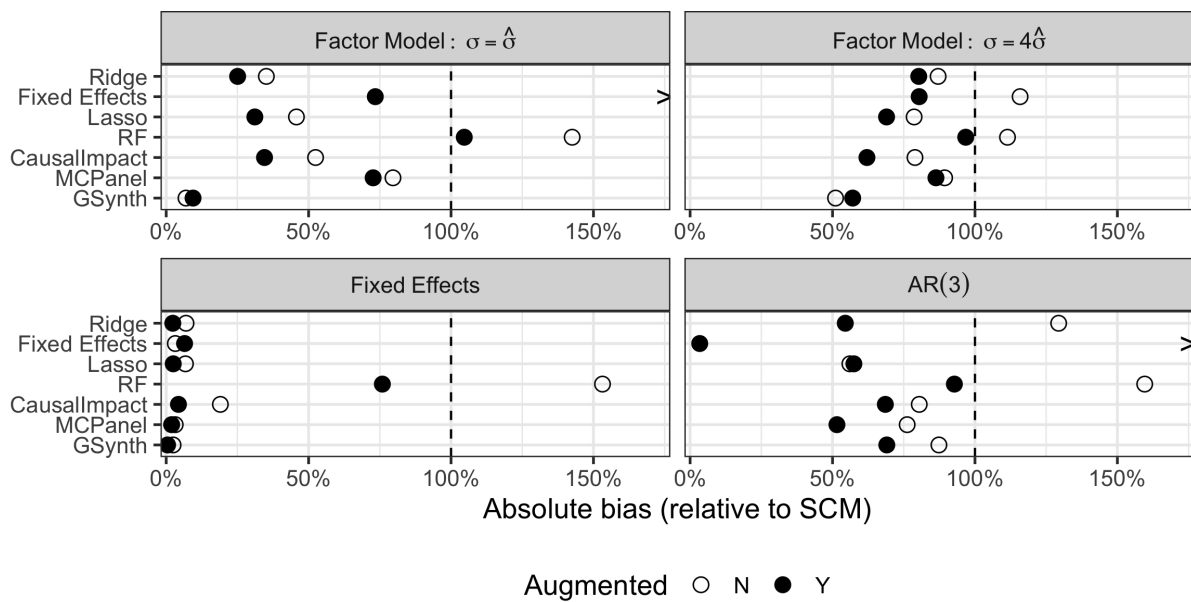 Factor Model: σ = σ̂
Factor Model: σ = 4σ̂
Ridge
Fixed Effects
Lasso
RF
CausalImpact
MCPanel
GSynth
>
0% 50% 100% 150%
0% 50% 100% 150%
Fixed Effects
AR(3)
Ridge
Fixed Effects
Lasso
RF
CausalImpact
MCPanel
GSynth
>
0% 50% 100% 150%
0% 50% 100% 150%
Absolute bias (relative to SCM)
Augmented N Y